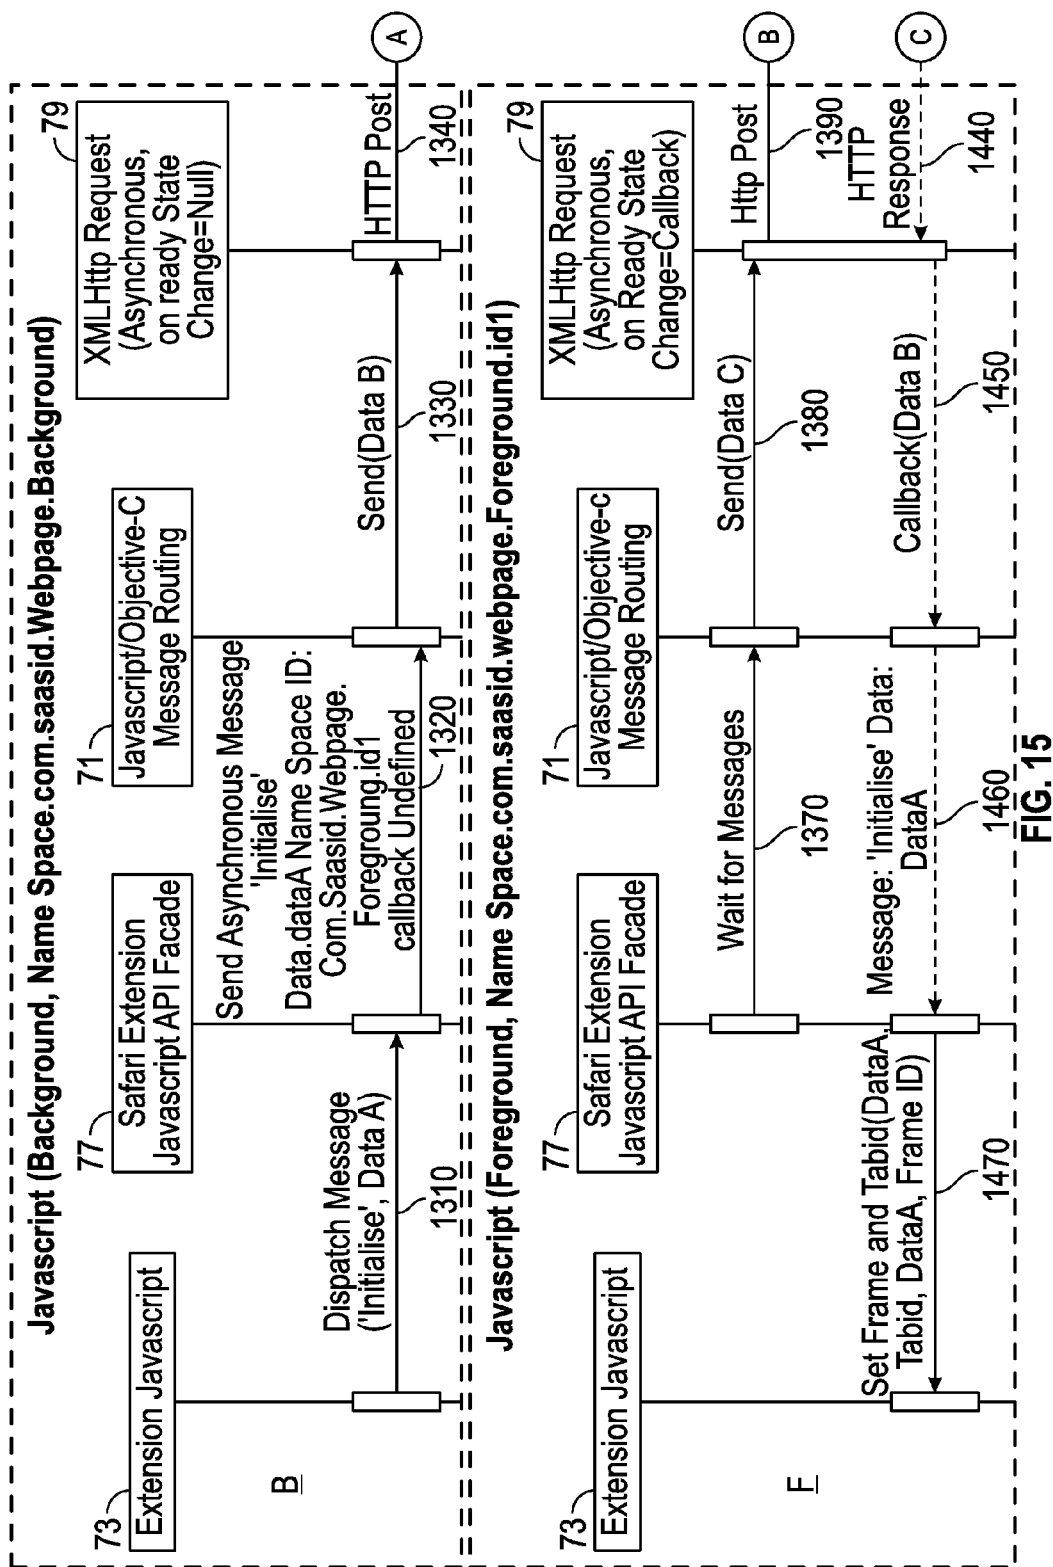 Javascript (Background, Name Space.com.saasid.Webpage.Background)
73
Extension Javascript
77
Safari Extension
Javascript API Facade
71
Javascript/Objective-C
Message Routing
79
XMLHttp Request
(Asynchronous,
on ready State
Change=Null)
Dispatch Message
('Initialise', Data A)
1310
Send Asynchronous Message
'Initialise'
Data.dataA Name Space ID:
Com.Saasid.Webpage.
Foregroung.id1
callback Undefined
1320
Send(Data B)
1330
HTTP Post
1340
A
B
Javascript (Foreground, Name Space.com.saasid.webpage.Foreground.id1)
73
Extension Javascript
77
Safari Extension
Javascript API Facade
71
Javascript/Objective-c
Message Routing
79
XMLHttp Request
(Asynchronous,
on Ready State
Change=Callback)
Wait for Messages
1370
Send(Data C)
1380
Http Post
1390
B
HTTP
Response
1440
C
Callback(Data B)
1450
Message: 'Initialise' Data:
DataA
1460
Set Frame and Tabid(DataA,
Tabid, DataA, Frame ID)
1470
F
FIG. 15